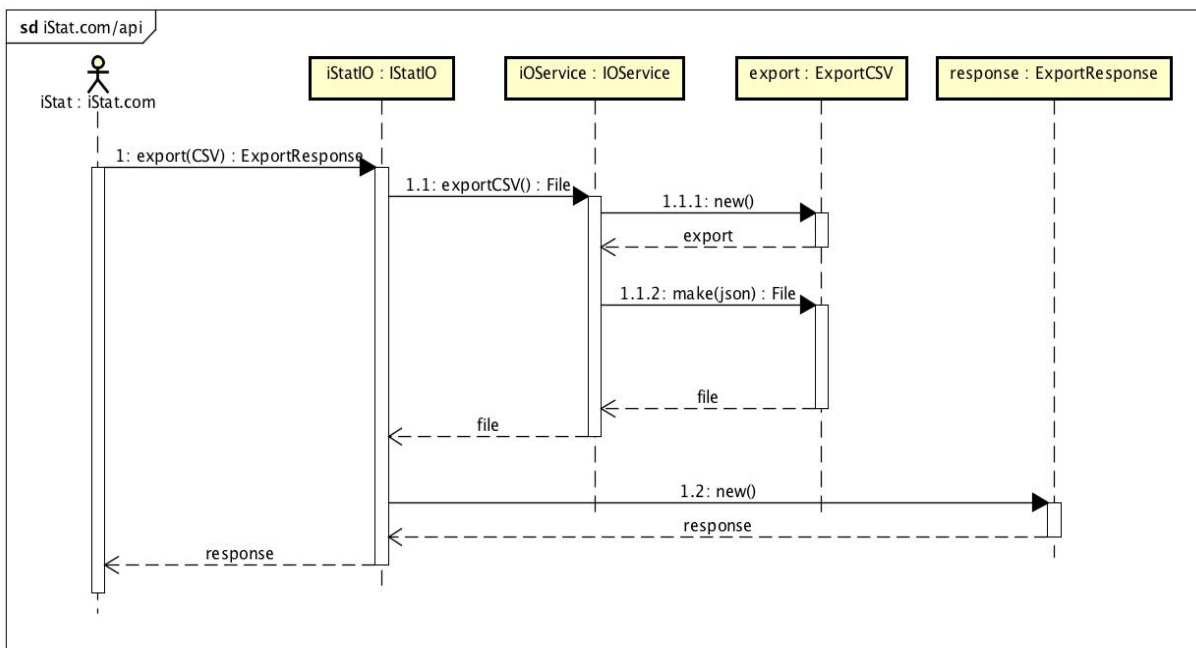 sd iStat.com/api
iStat : iStat.com
iStatIO : IStatIO
iOService : IOService
export : ExportCSV
response : ExportResponse
1: export(CSV) : ExportResponse
1.1: exportCSV() : File
1.1.1: new()
export
1.1.2: make(json) : File
file
file
1.2: new()
response
response